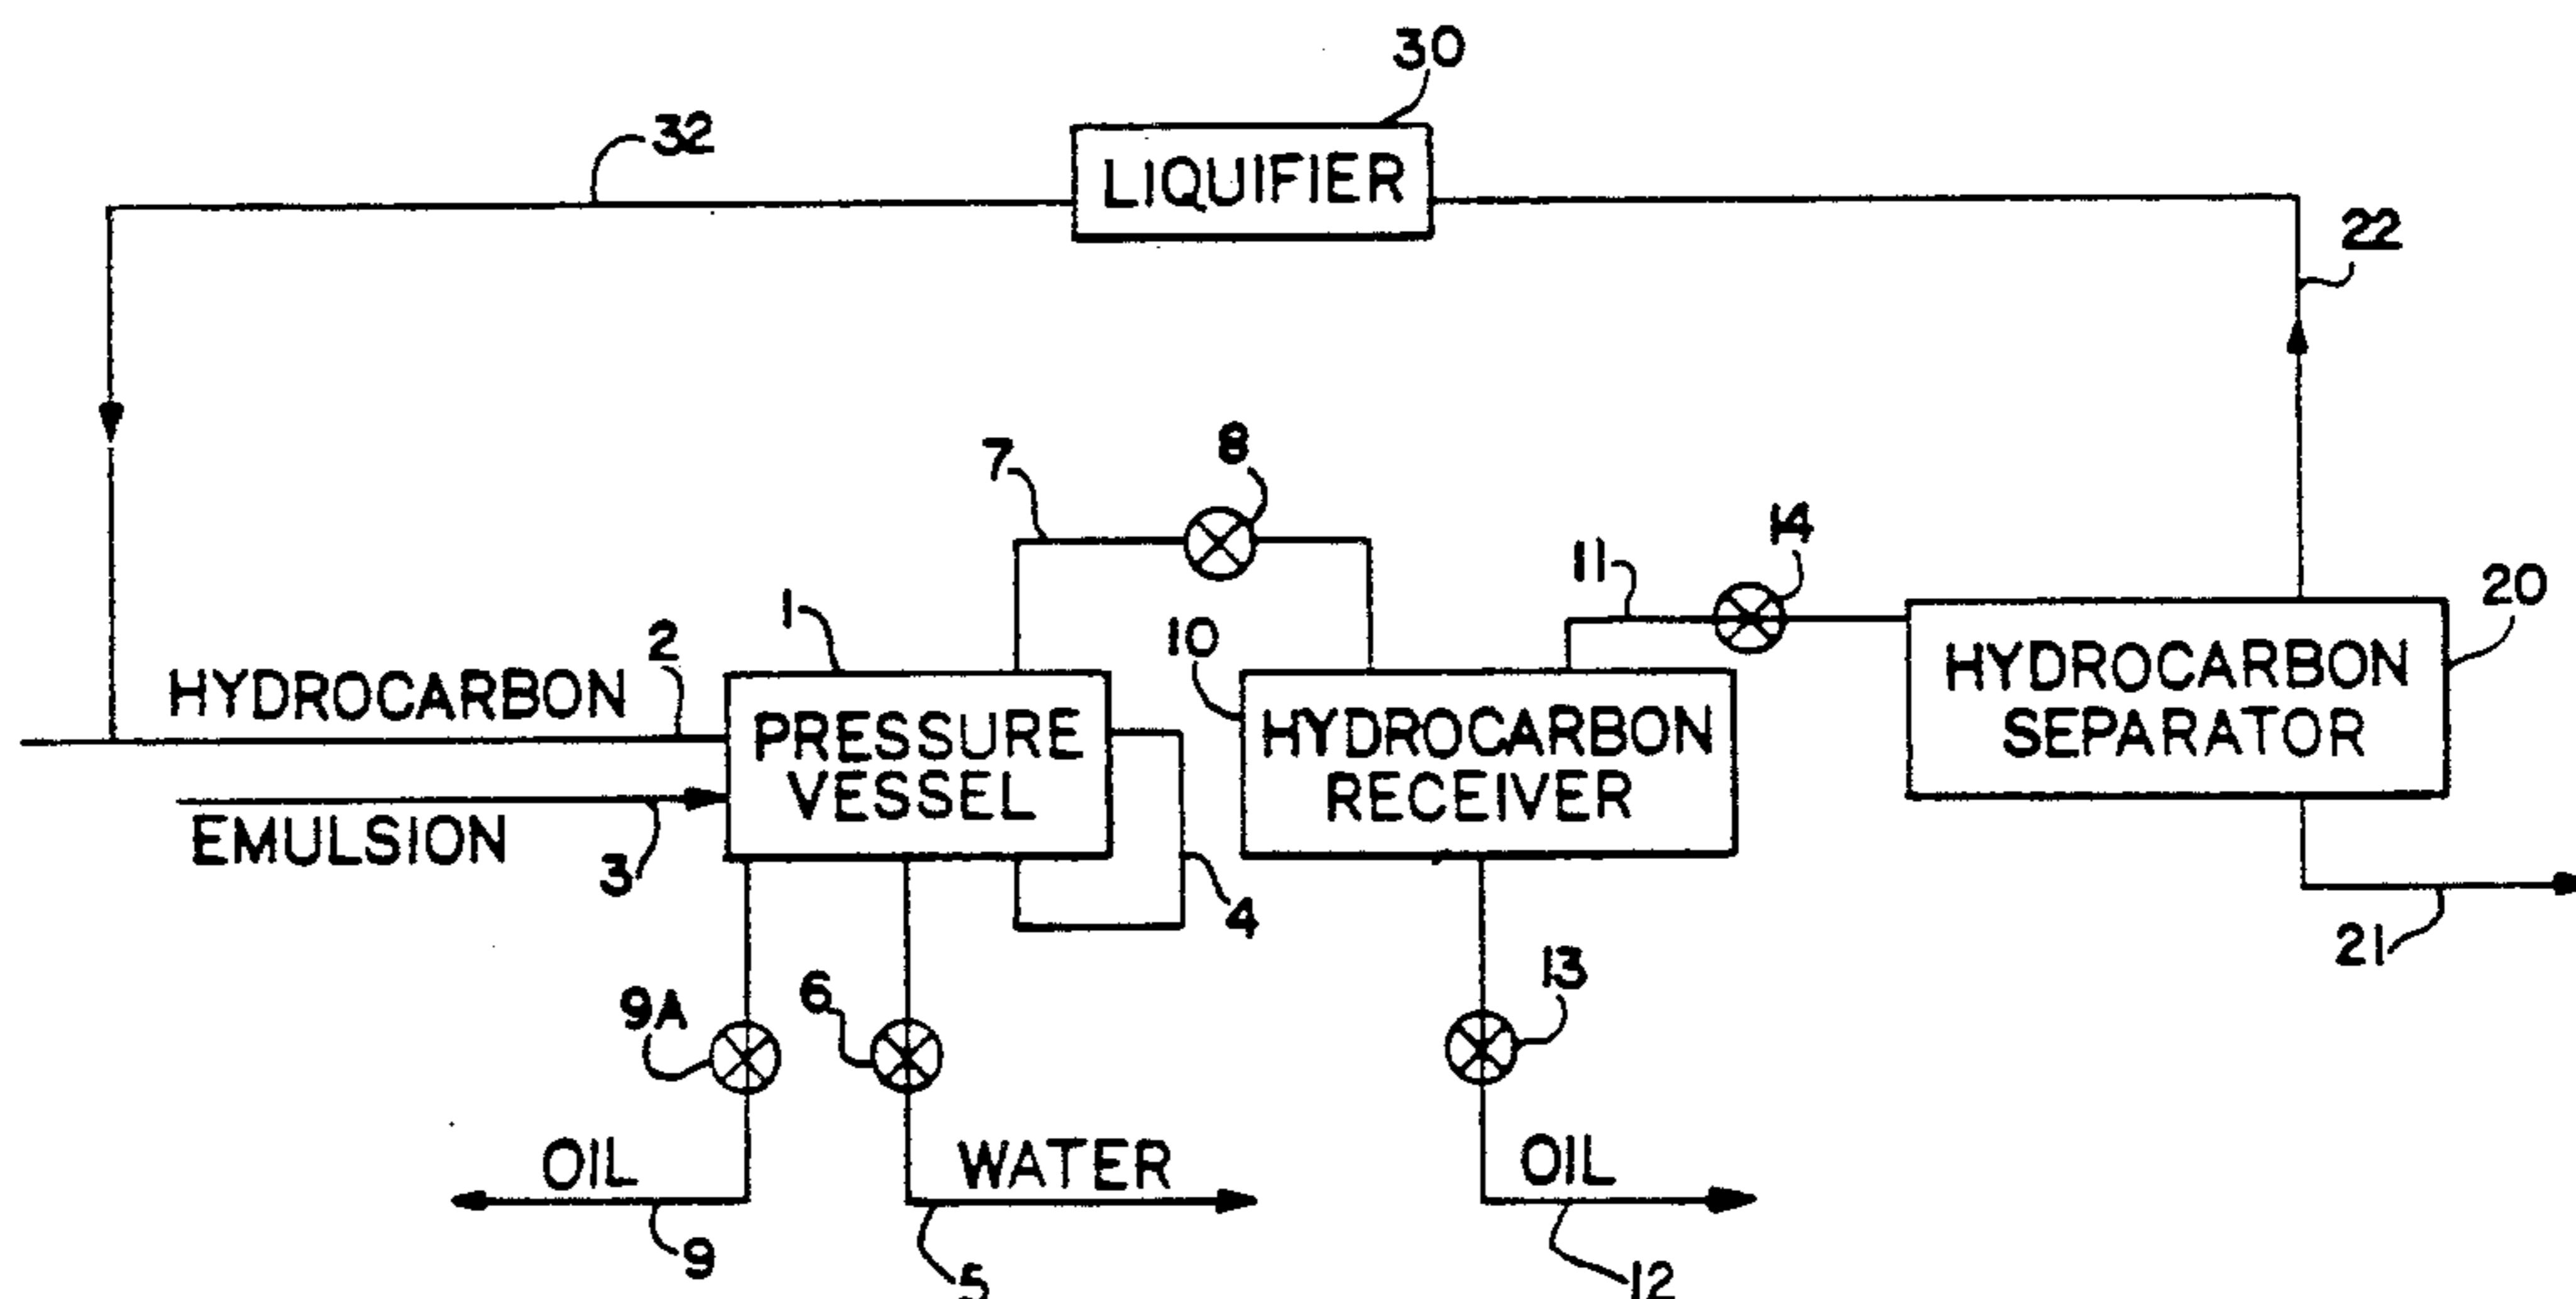 30
32
LIQUIFIER
22
7
8
14
11
1
10
20
2
HYDROCARBON
PRESSURE
VESSEL
HYDROCARBON
RECEIVER
HYDROCARBON
SEPARATOR
EMULSION
3
4
21
9A
6
13
OIL
WATER
OIL
9
5
12